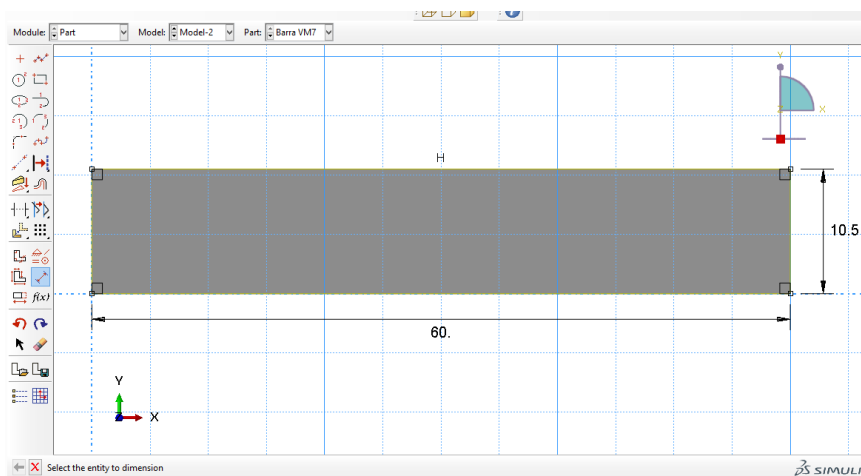 Module: Part Model: Model-2 Part: Barra VM7
Y
X
H
10.5
60.
f(x)
Y
X
Select the entity to dimension
SIMULI